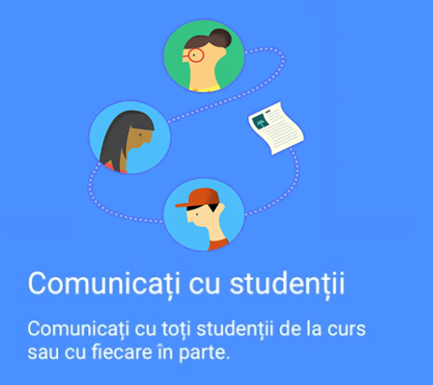 Comunicați cu studenții
Comunicați cu toți studenții de la curs
sau cu fiecare în parte.